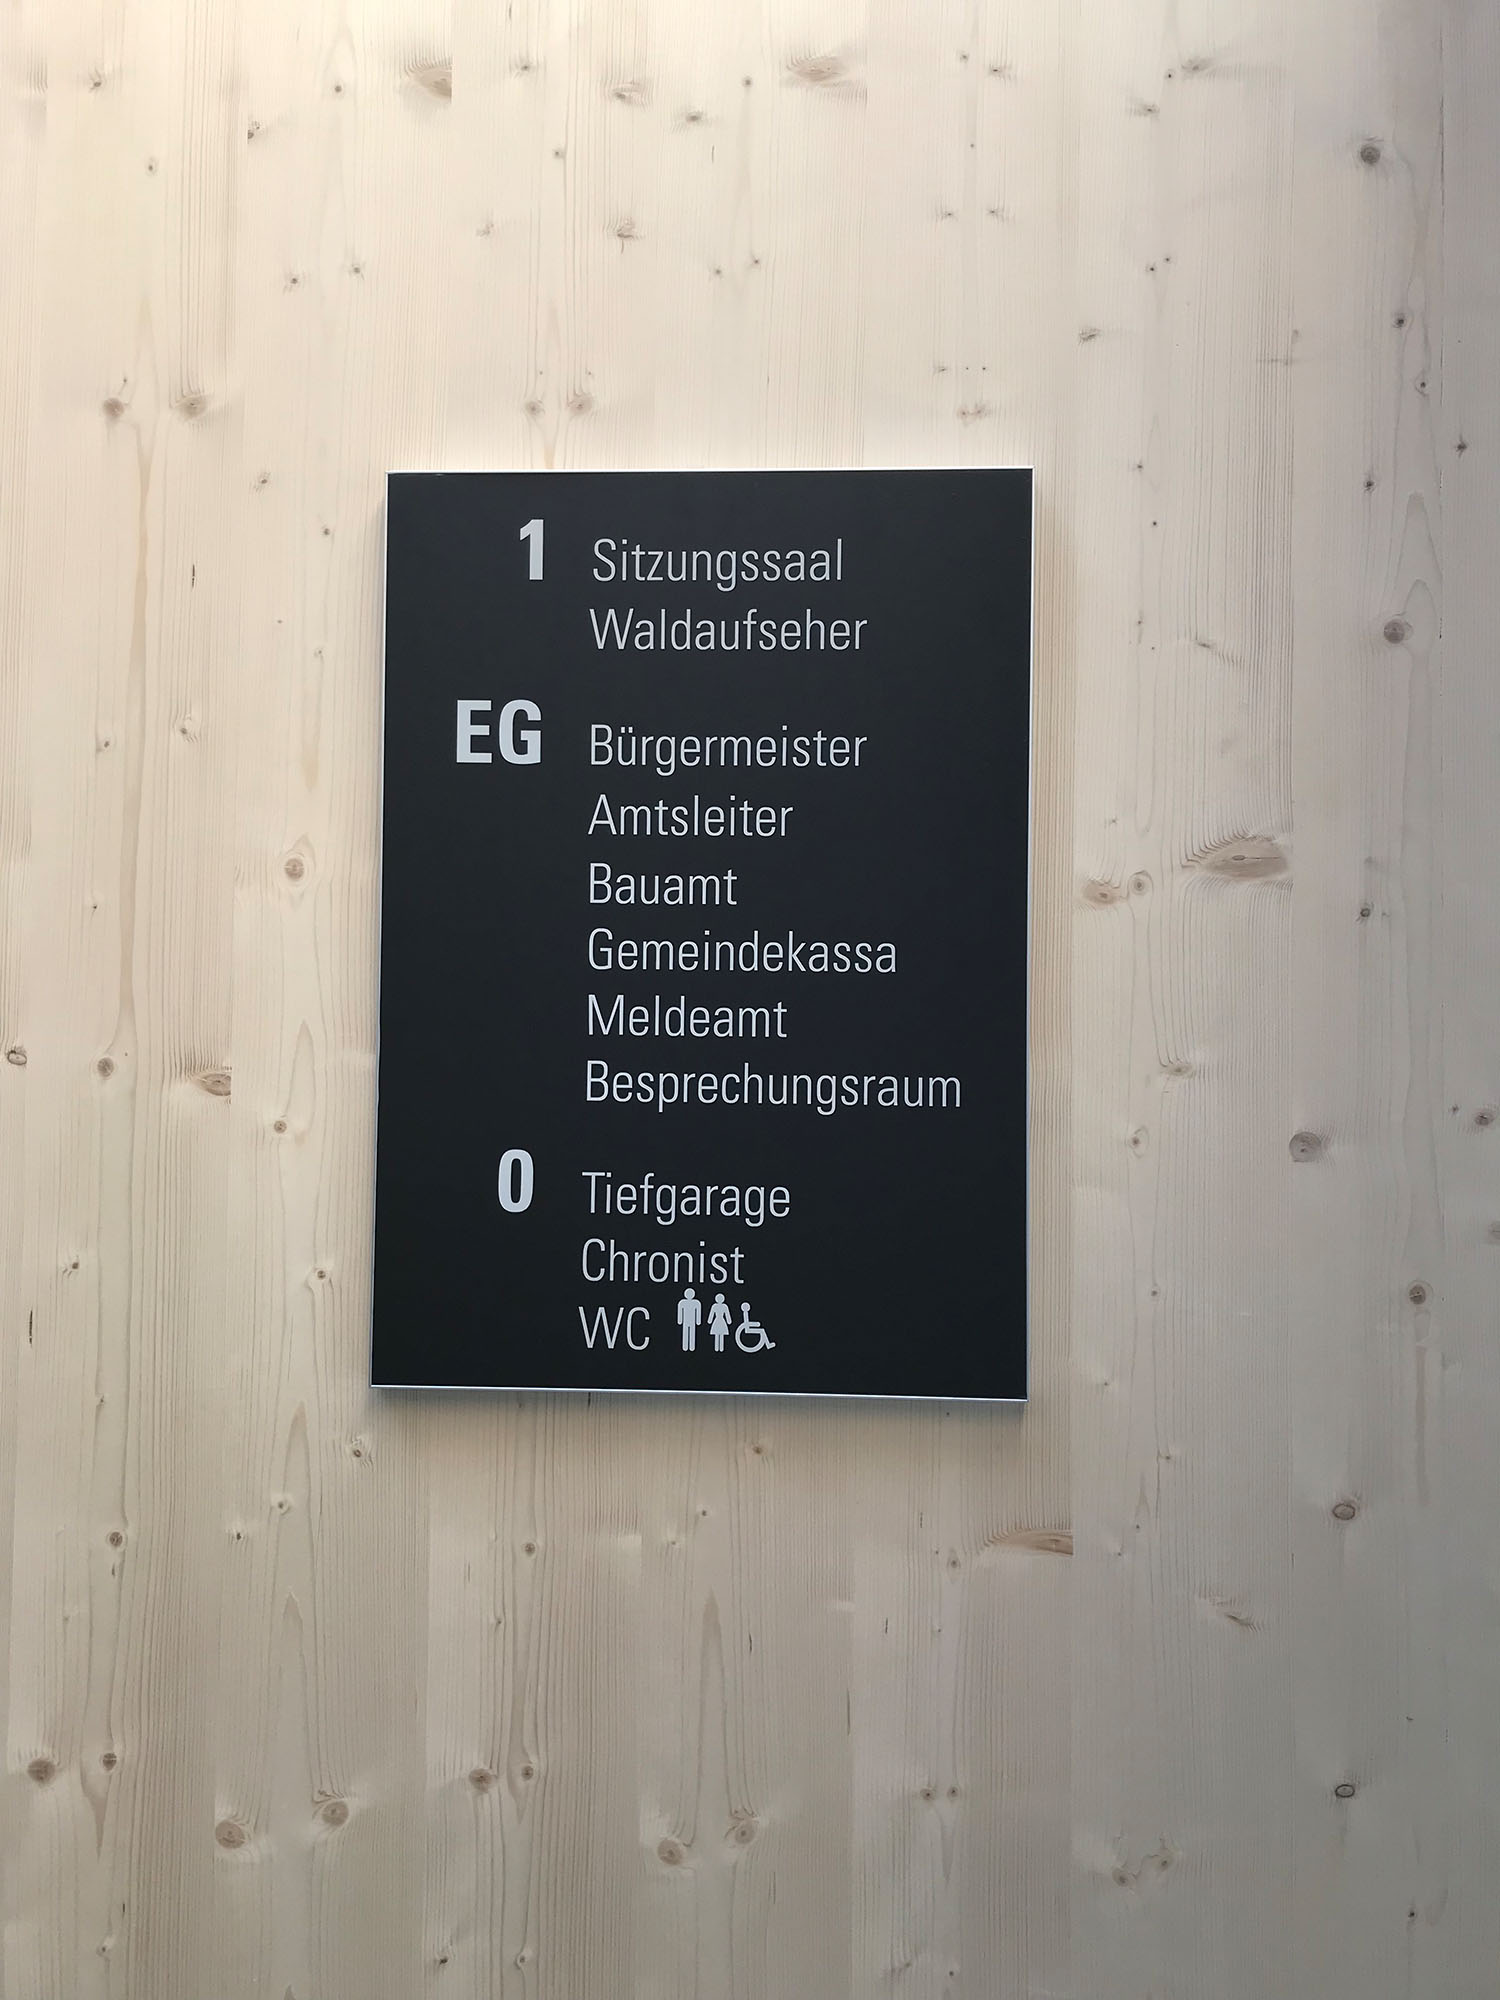 1 Sitzungssaal
Waldaufseher
EG Bürgermeister
Amtsleiter
Bauamt
Gemeindekassa
Meldeamt
Besprechungsraum
0 Tiefgarage
Chronist
WC